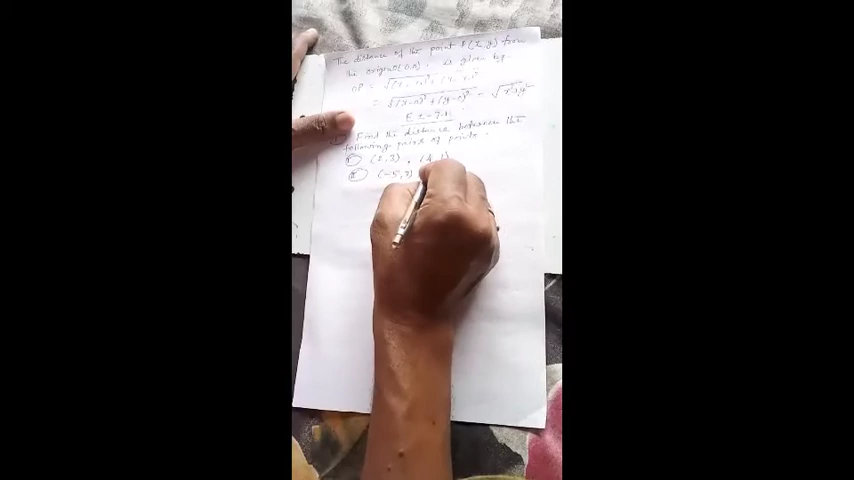 The distance of the point P(x, y) from
the origin O(0,0). is given by
OP = √(x₂-x₁)²+(y₂-y₁)²
= √(x-0)²+(y-0)² = √x²+y²
Ex-7.1
Find the distance between the
following pair of points.
(2,3), (4,1)
(-5,7)